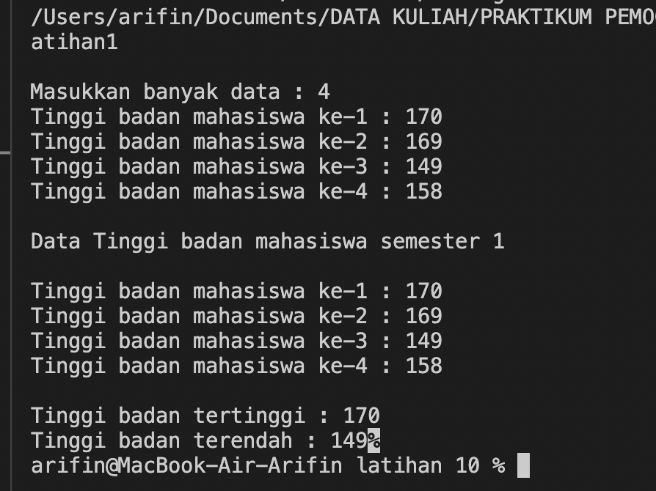 /Users/arifin/Documents/DATA KULIAH/PRAKTIKUM
atihan1
Masukkan banyak data : 4
Tinggi badan mahasiswa ke-1 : 170
Tinggi badan mahasiswa ke-2 : 169
Tinggi badan mahasiswa ke-3 : 149
Tinggi badan mahasiswa ke-4 : 158
Data Tinggi badan mahasiswa semester 1
Tinggi badan mahasiswa ke-1 : 170
Tinggi badan mahasiswa ke-2 : 169
Tinggi badan mahasiswa ke-3 : 149
Tinggi badan mahasiswa ke-4 : 158
Tinggi badan tertinggi : 170
Tinggi badan terendah : 149%
arifin@MacBook-Air-Arifin latihan 10 %